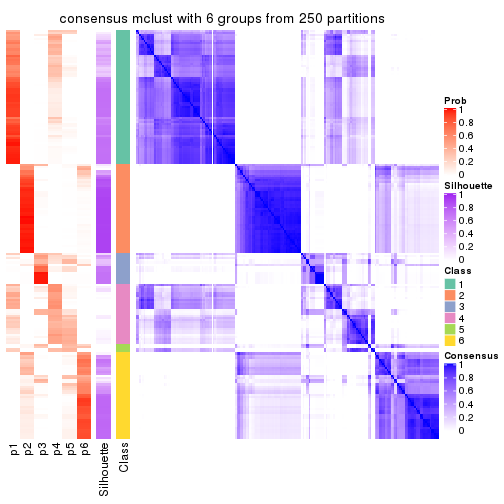 consensus mclust with 6 groups from 250 partitions
Prob
1
0.8
0.6
0.4
0.2
0
Silhouette
1
0.8
0.6
0.4
0.2
0
Class
1
2
3
4
5
6
Consensus
1
0.8
0.6
0.4
0.2
0
p1
p2
p3
p4
p5
p6
Silhouette
Class